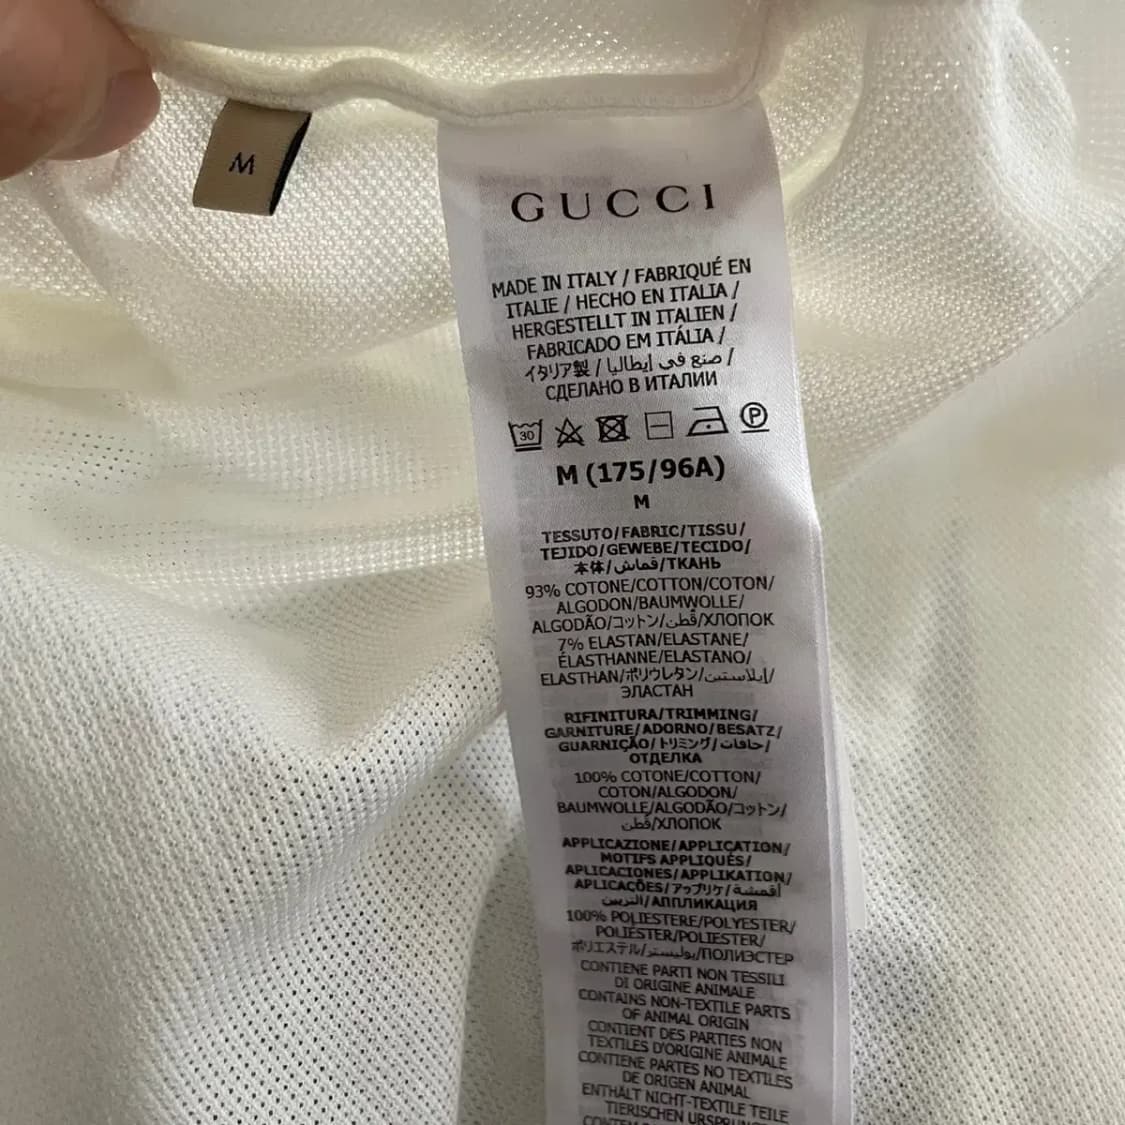 M
GUCCI
MADE IN ITALY / FABRIQUÉ EN
ITALIE / HECHO EN ITALIA /
HERGESTELLT IN ITALIEN /
FABRICADO EM ITÁLIA /
イタリア製 / صنع في إيطاليا /
СДЕЛАНО В ИТАЛИИ
30 P
M (175/96A)
M
TESSUTO/FABRIC/TISSU/
TEJIDO/GEWEBE/TECIDO/
本体/قماش/ТКАНЬ
93% COTONE/COTTON/COTON/
ALGODON/BAUMWOLLE/
ALGODÃO/コットン/قطن/ХЛОПОК
7% ELASTAN/ELASTANE/
ÉLASTHANNE/ELASTANO/
ELASTHAN/ポリウレタン/إيلاستين/
ЭЛАСТАН
RIFINITURA/TRIMMING/
GARNITURE/ADORNO/BESATZ/
GUARNIÇÃO/トリミング/حافات/
ОТДЕЛКА
100% COTONE/COTTON/
COTON/ALGODON/
BAUMWOLLE/ALGODÃO/コットン/
قطن/ХЛОПОК
APPLICAZIONE/APPLICATION/
MOTIFS APPLIQUÉS/
APLICACIONES/APPLIKATION/
APLICAÇÕES/アップリケ/أقمشة
التزيين/АППЛИКАЦИЯ
100% POLIESTERE/POLYESTER/
POLIESTER/POLIESTER/
ポリエステル/بوليستر/ПОЛИЭСТЕР
CONTIENE PARTI NON TESSILI
DI ORIGINE ANIMALE
CONTAINS NON-TEXTILE PARTS
OF ANIMAL ORIGIN
CONTIENT DES PARTIES NON
TEXTILES D'ORIGINE ANIMALE
CONTIENE PARTES NO TEXTILES
DE ORIGEN ANIMAL
ENTHÄLT NICHT-TEXTILE TEILE
TIERISCHEN URSPRUNGS